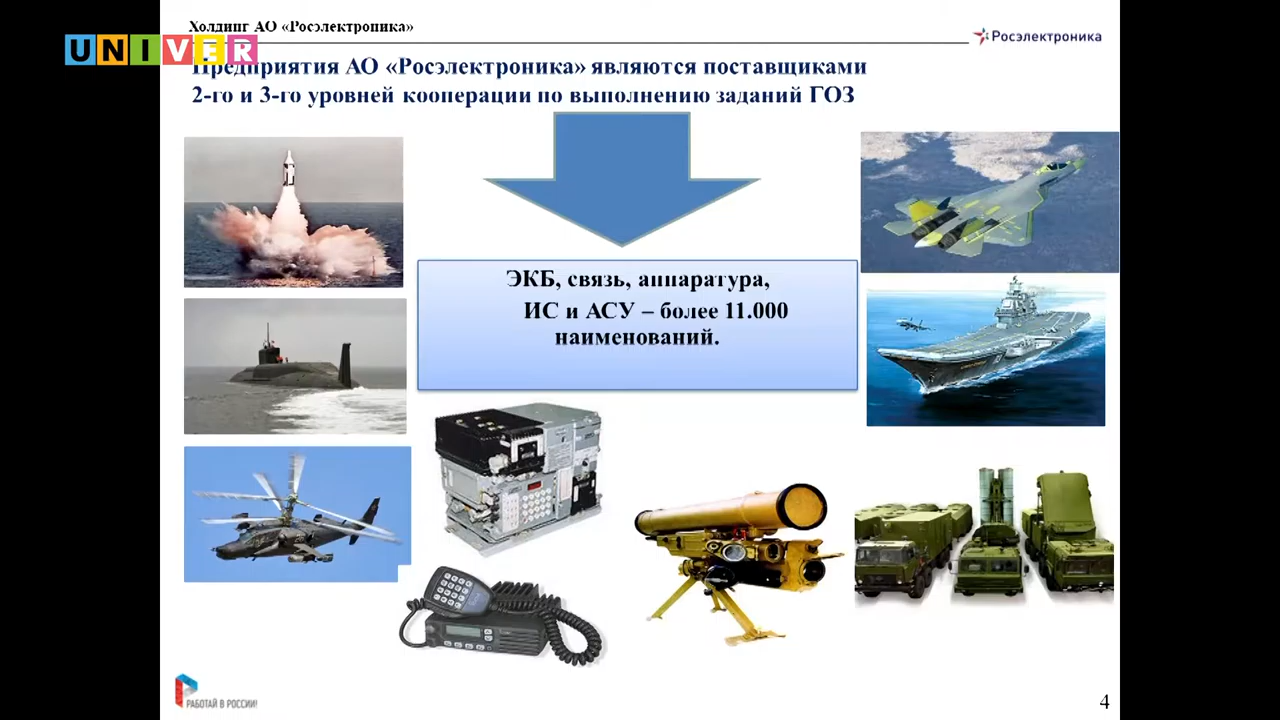 Холдинг АО «Росэлектроника»
UNIVER
Росэлектроника
Предприятия АО «Росэлектроника» являются поставщиками
2-го и 3-го уровней кооперации по выполнению заданий ГОЗ
ЭКБ, связь, аппаратура,
ИС и АСУ – более 11.000
наименований.
РАБОТАЙ В РОССИИ!
4